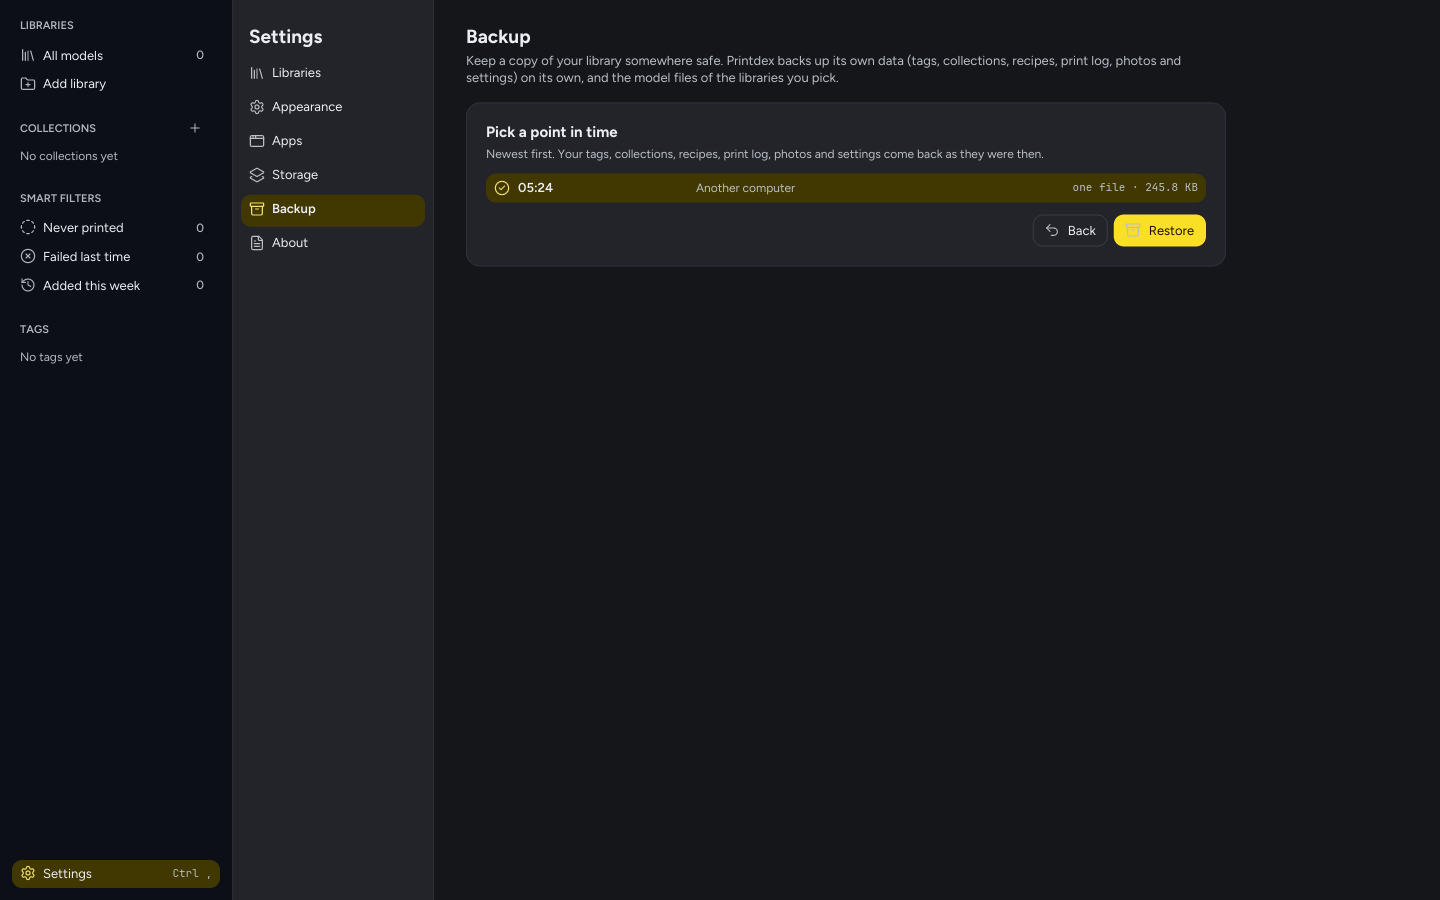 LIBRARIES
All models 0
Add library
COLLECTIONS
No collections yet
SMART FILTERS
Never printed 0
Failed last time 0
Added this week 0
TAGS
No tags yet
Settings Ctrl ,
Settings
Libraries
Appearance
Apps
Storage
Backup
About
Backup
Keep a copy of your library somewhere safe. Printdex backs up its own data (tags, collections, recipes, print log, photos and
settings) on its own, and the model files of the libraries you pick.
Pick a point in time
Newest first. Your tags, collections, recipes, print log, photos and settings come back as they were then.
05:24 Another computer one file · 245.8 KB
Back Restore